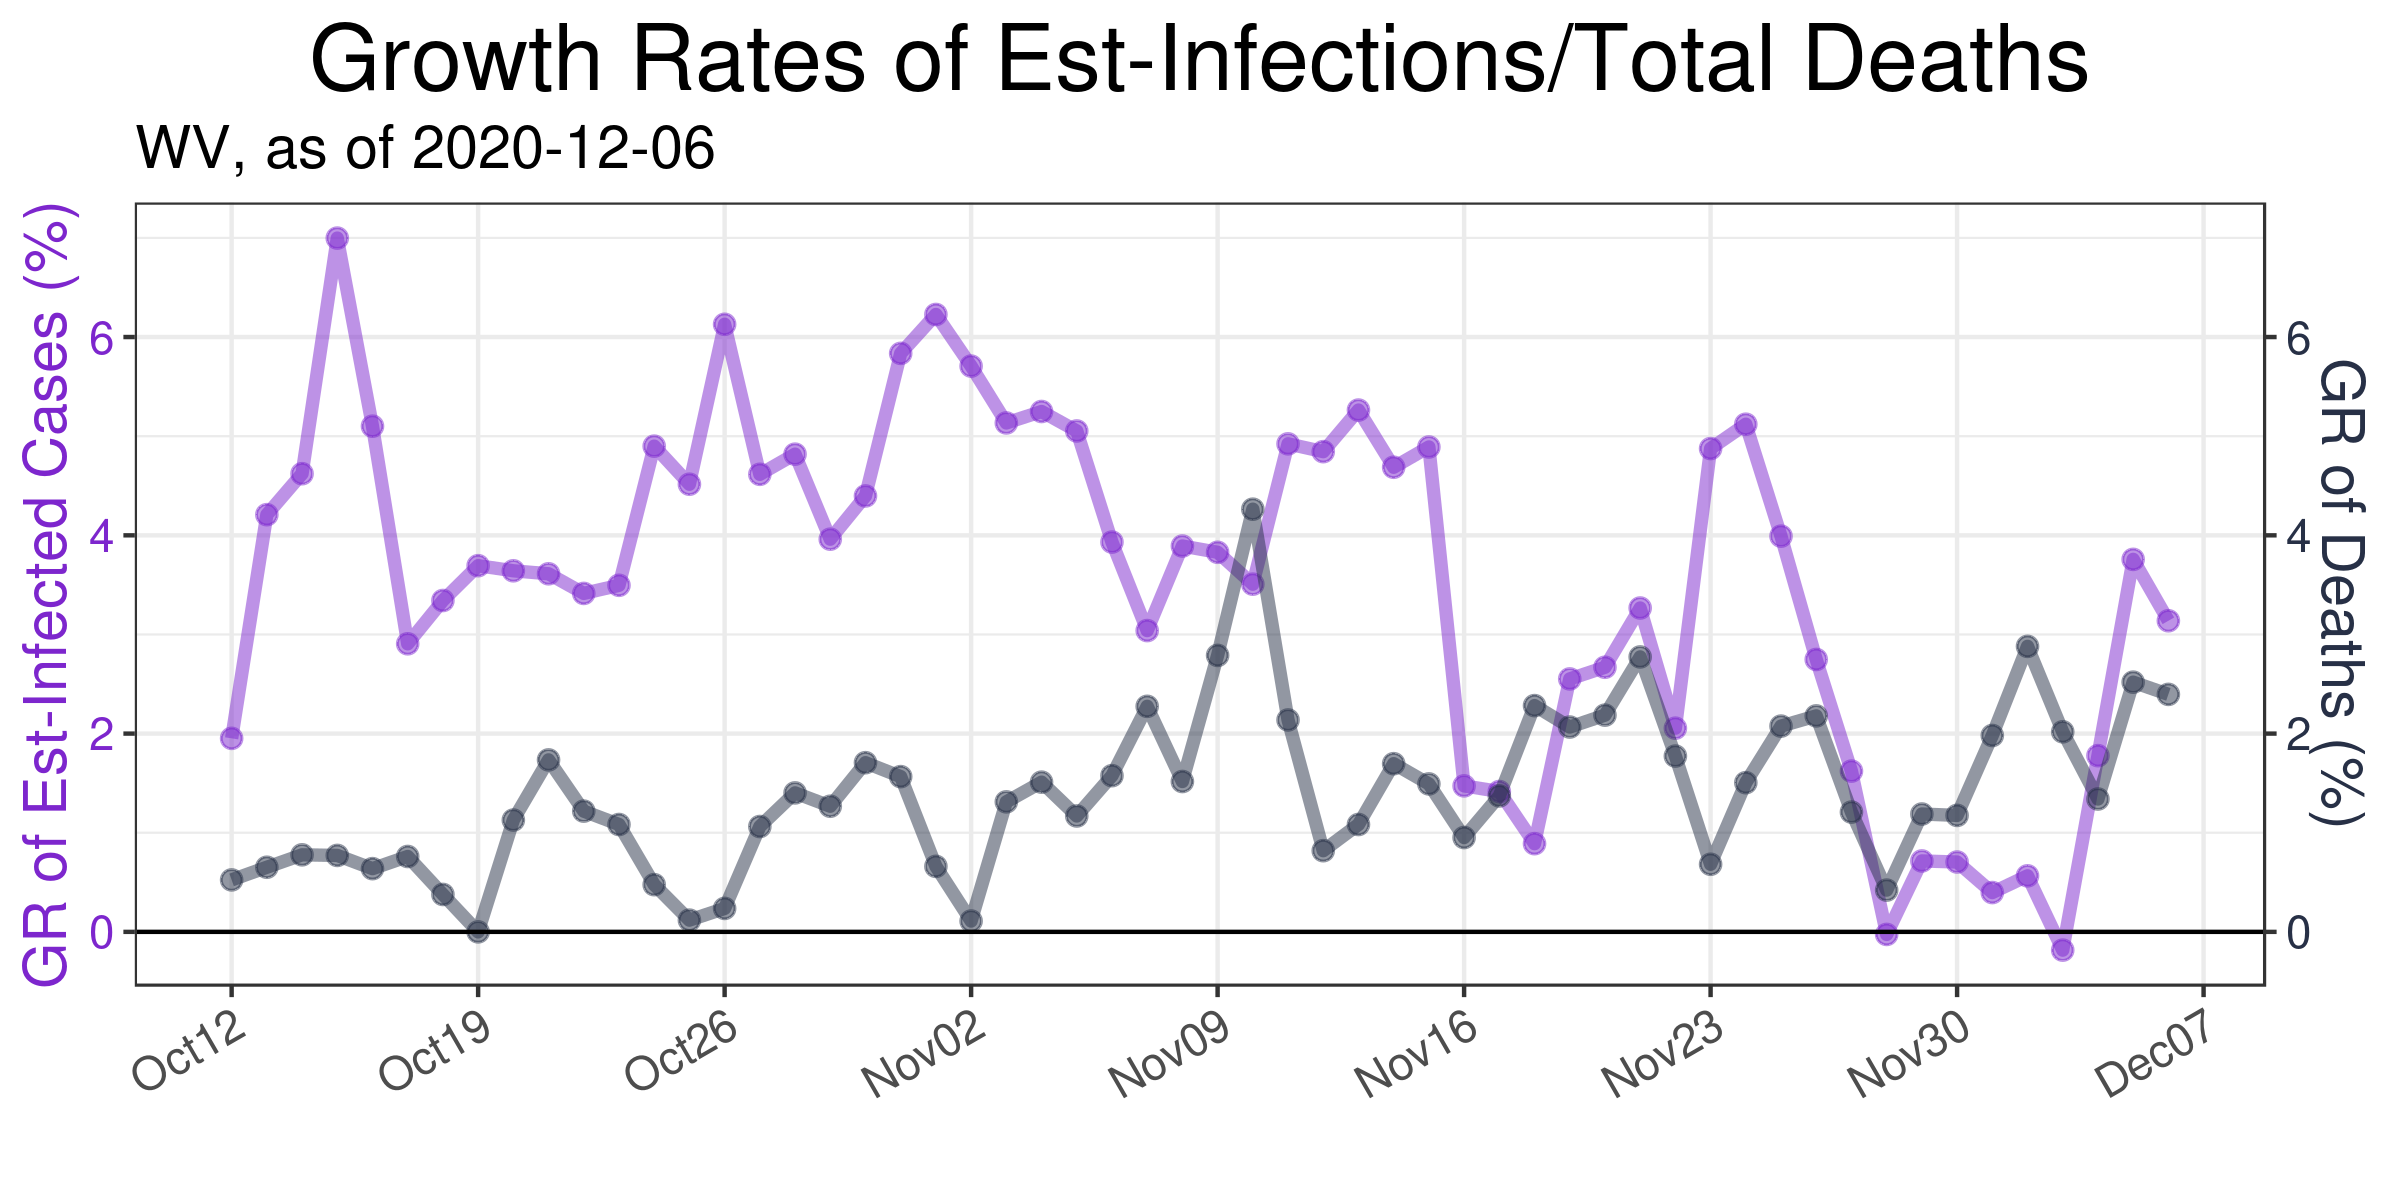 Growth Rates of Est-Infections/Total Deaths
WV, as of 2020-12-06
GR of Est-Infected Cases (%)
6
4
2
0
6
4
2
0
GR of Deaths (%)
Oct12
Oct19
Oct26
Nov02
Nov09
Nov16
Nov23
Nov30
Dec07